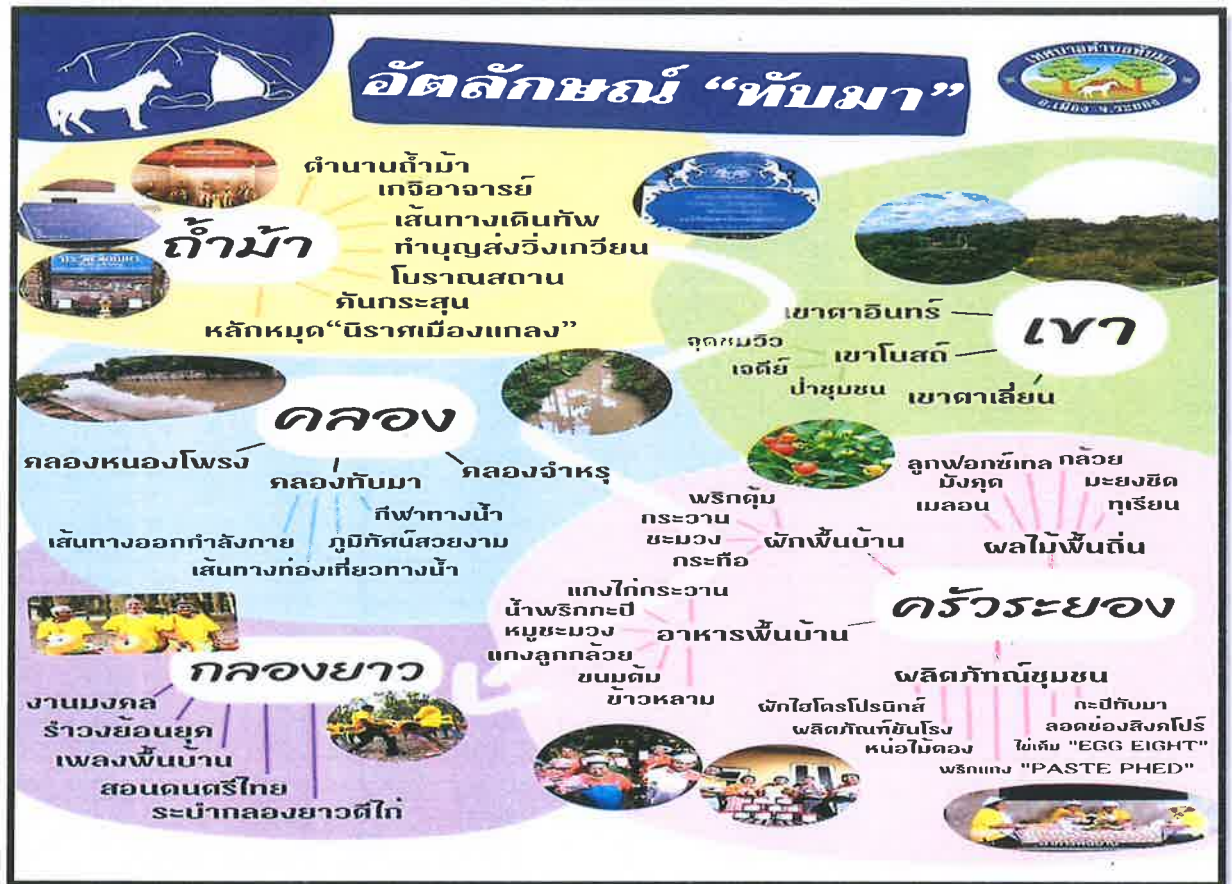 อัตลักษณ์ “ทับมา”
เทศบาลตำบลทับมา
อ.เมือง จ.ระยอง
ถ้ำม้า
ตำนานถ้ำม้า
เกจิอาจารย์
เส้นทางเดินทัพ
ทำบุญส่งวิ่งเกวียน
โบราณสถาน
คันกระสุน
หลักหมุด“นิราศเมืองแกลง”
เขา
เขาตาอินทร์
เขาโบสถ์
เขาตาเลี่ยน
จุดชมวิว
เจดีย์
ป่าชุมชน
คลอง
คลองหนองโพรง
คลองทับมา
คลองจำหรุ
กีฬาทางน้ำ
เส้นทางออกกำลังกาย
ภูมิทัศน์สวยงาม
เส้นทางท่องเที่ยวทางน้ำ
ครัวระยอง
ผักพื้นบ้าน
พริกตุ้ม
กระวาน
ชะมวง
กระทือ
ผลไม้พื้นถิ่น
ลูกฟอกซ์เทล
กล้วย
มังคุด
มะยงชิด
เมลอน
ทุเรียน
อาหารพื้นบ้าน
แกงไก่กระวาน
น้ำพริกกะปิ
หมูชะมวง
แกงลูกกล้วย
ขนมต้ม
ข้าวหลาม
ผลิตภัฑณ์ชุมชน
ผักไฮโดรโปรนิกส์
ผลิตภัณฑ์ชันโรง
หน่อไม้ดอง
กะปิทับมา
ลอดช่องสิงคโปร์
ไข่เค็ม "EGG EIGHT"
พริกแกง "PASTE PHED"
กลองยาว
งานมงคล
รำวงย้อนยุค
เพลงพื้นบ้าน
สอนดนตรีไทย
ระบำกลองยาวตีไก่